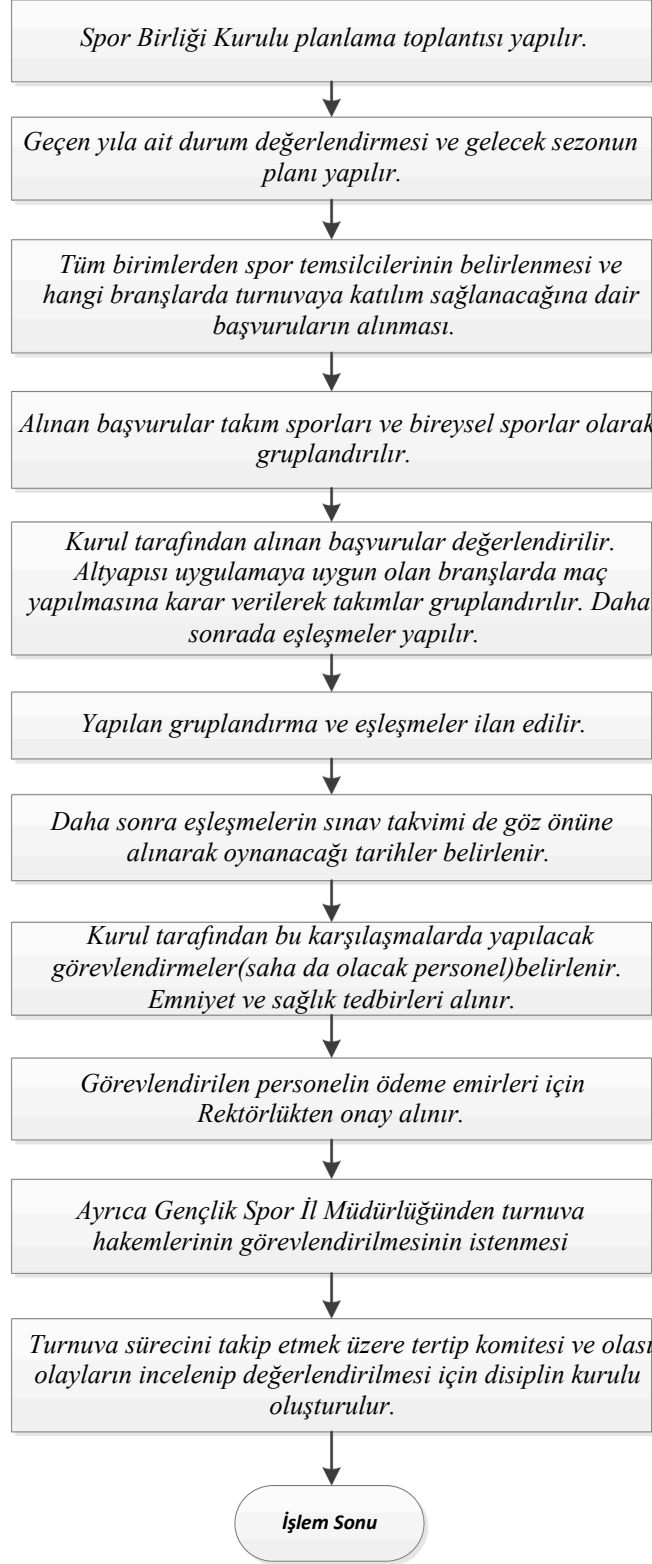 Spor Birliği Kurulu planlama toplantısı yapılır.
Geçen yıla ait durum değerlendirmesi ve gelecek sezonun
planı yapılır.
Tüm birimlerden spor temsilcilerinin belirlenmesi ve
hangi branşlarda turnuvaya katılım sağlanacağına dair
başvuruların alınması.
Alınan başvurular takım sporları ve bireysel sporlar olarak
gruplandırılır.
Kurul tarafından alınan başvurular değerlendirilir.
Altyapısı uygulamaya uygun olan branşlarda maç
yapılmasına karar verilerek takımlar gruplandırılır. Daha
sonrada eşleşmeler yapılır.
Yapılan gruplandırma ve eşleşmeler ilan edilir.
Daha sonra eşleşmelerin sınav takvimi de göz önüne
alınarak oynanacağı tarihler belirlenir.
Kurul tarafından bu karşılaşmalarda yapılacak
görevlendirmeler(saha da olacak personel)belirlenir.
Emniyet ve sağlık tedbirleri alınır.
Görevlendirilen personelin ödeme emirleri için
Rektörlükten onay alınır.
Ayrıca Gençlik Spor İl Müdürlüğünden turnuva
hakemlerinin görevlendirilmesinin istenmesi
Turnuva sürecini takip etmek üzere tertip komitesi ve olası
olayların incelenip değerlendirilmesi için disiplin kurulu
oluşturulur.
İşlem Sonu